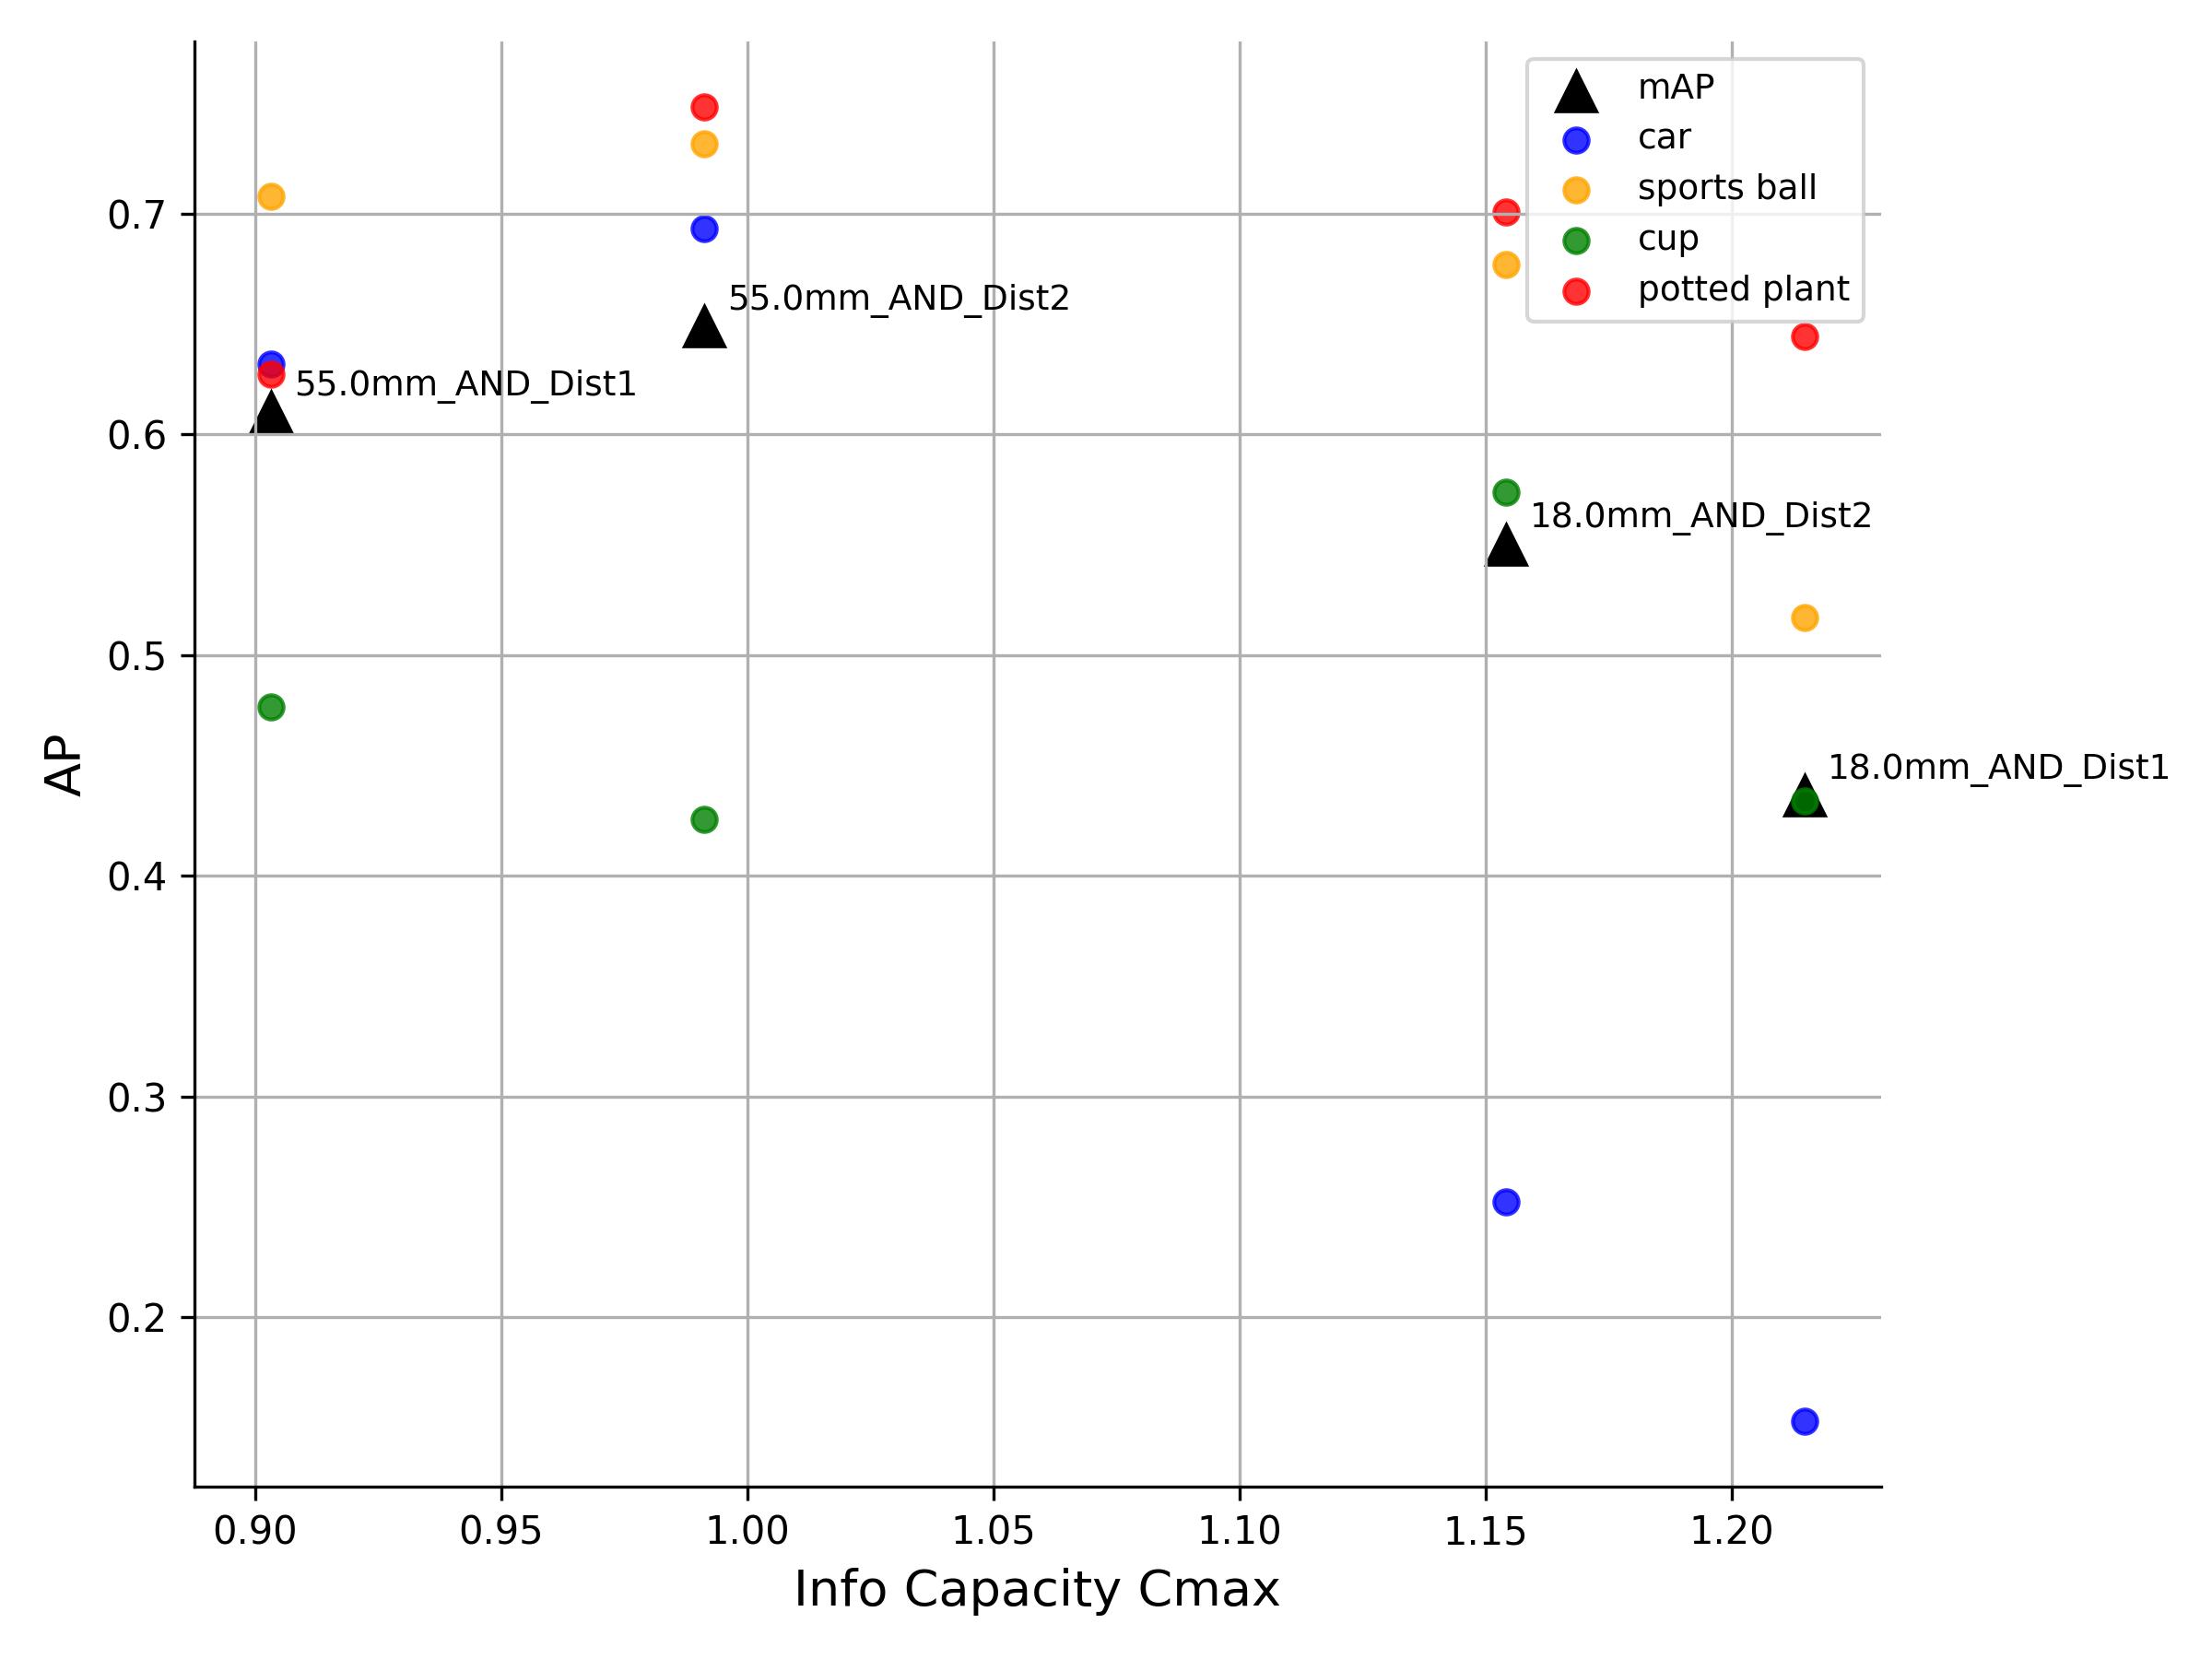 mAP
car
sports ball
cup
potted plant
0.7
0.6
0.5
0.4
0.3
0.2
AP
55.0mm_AND_Dist2
55.0mm_AND_Dist1
18.0mm_AND_Dist2
18.0mm_AND_Dist1
0.90 0.95 1.00 1.05 1.10 1.15 1.20
Info Capacity Cmax